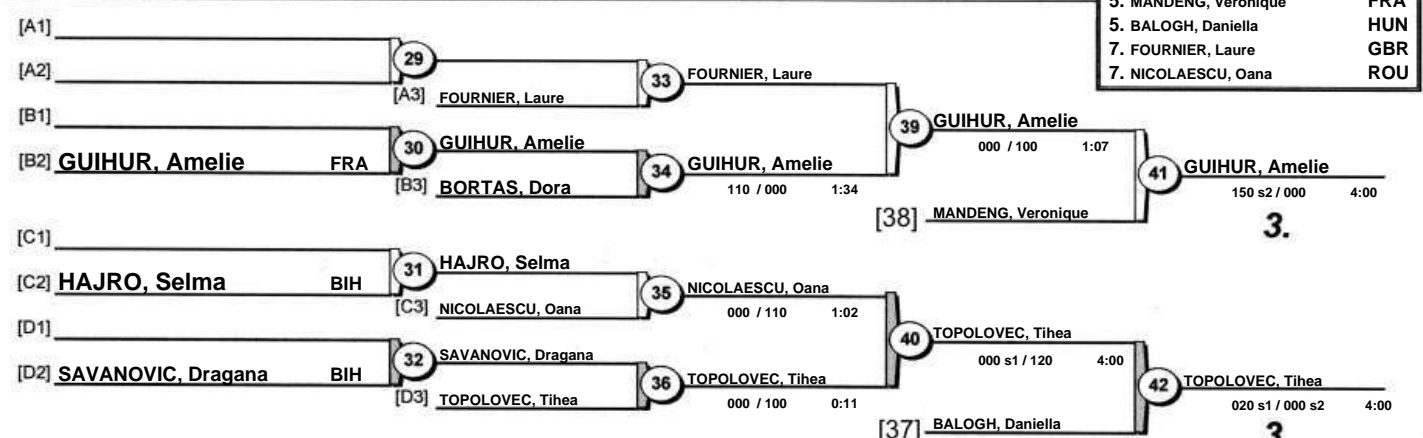 5. MANDENG, Veronique FRA
5. BALOGH, Daniella HUN
7. FOURNIER, Laure GBR
7. NICOLAESCU, Oana ROU
[A1]
29
[A2]
[A3] FOURNIER, Laure
33 FOURNIER, Laure
[B1]
[B2] GUIHUR, Amelie FRA
30 GUIHUR, Amelie
[B3] BORTAS, Dora
34 GUIHUR, Amelie
110 / 000 1:34
39 GUIHUR, Amelie
000 / 100 1:07
[38] MANDENG, Veronique
41 GUIHUR, Amelie
150 s2 / 000 4:00
3.
[C1]
[C2] HAJRO, Selma BIH
31 HAJRO, Selma
[C3] NICOLAESCU, Oana
35 NICOLAESCU, Oana
000 / 110 1:02
[D1]
[D2] SAVANOVIC, Dragana BIH
32 SAVANOVIC, Dragana
[D3] TOPOLOVEC, Tihea
36 TOPOLOVEC, Tihea
000 / 100 0:11
40 TOPOLOVEC, Tihea
000 s1 / 120 4:00
[37] BALOGH, Daniella
42 TOPOLOVEC, Tihea
020 s1 / 000 s2 4:00
3.